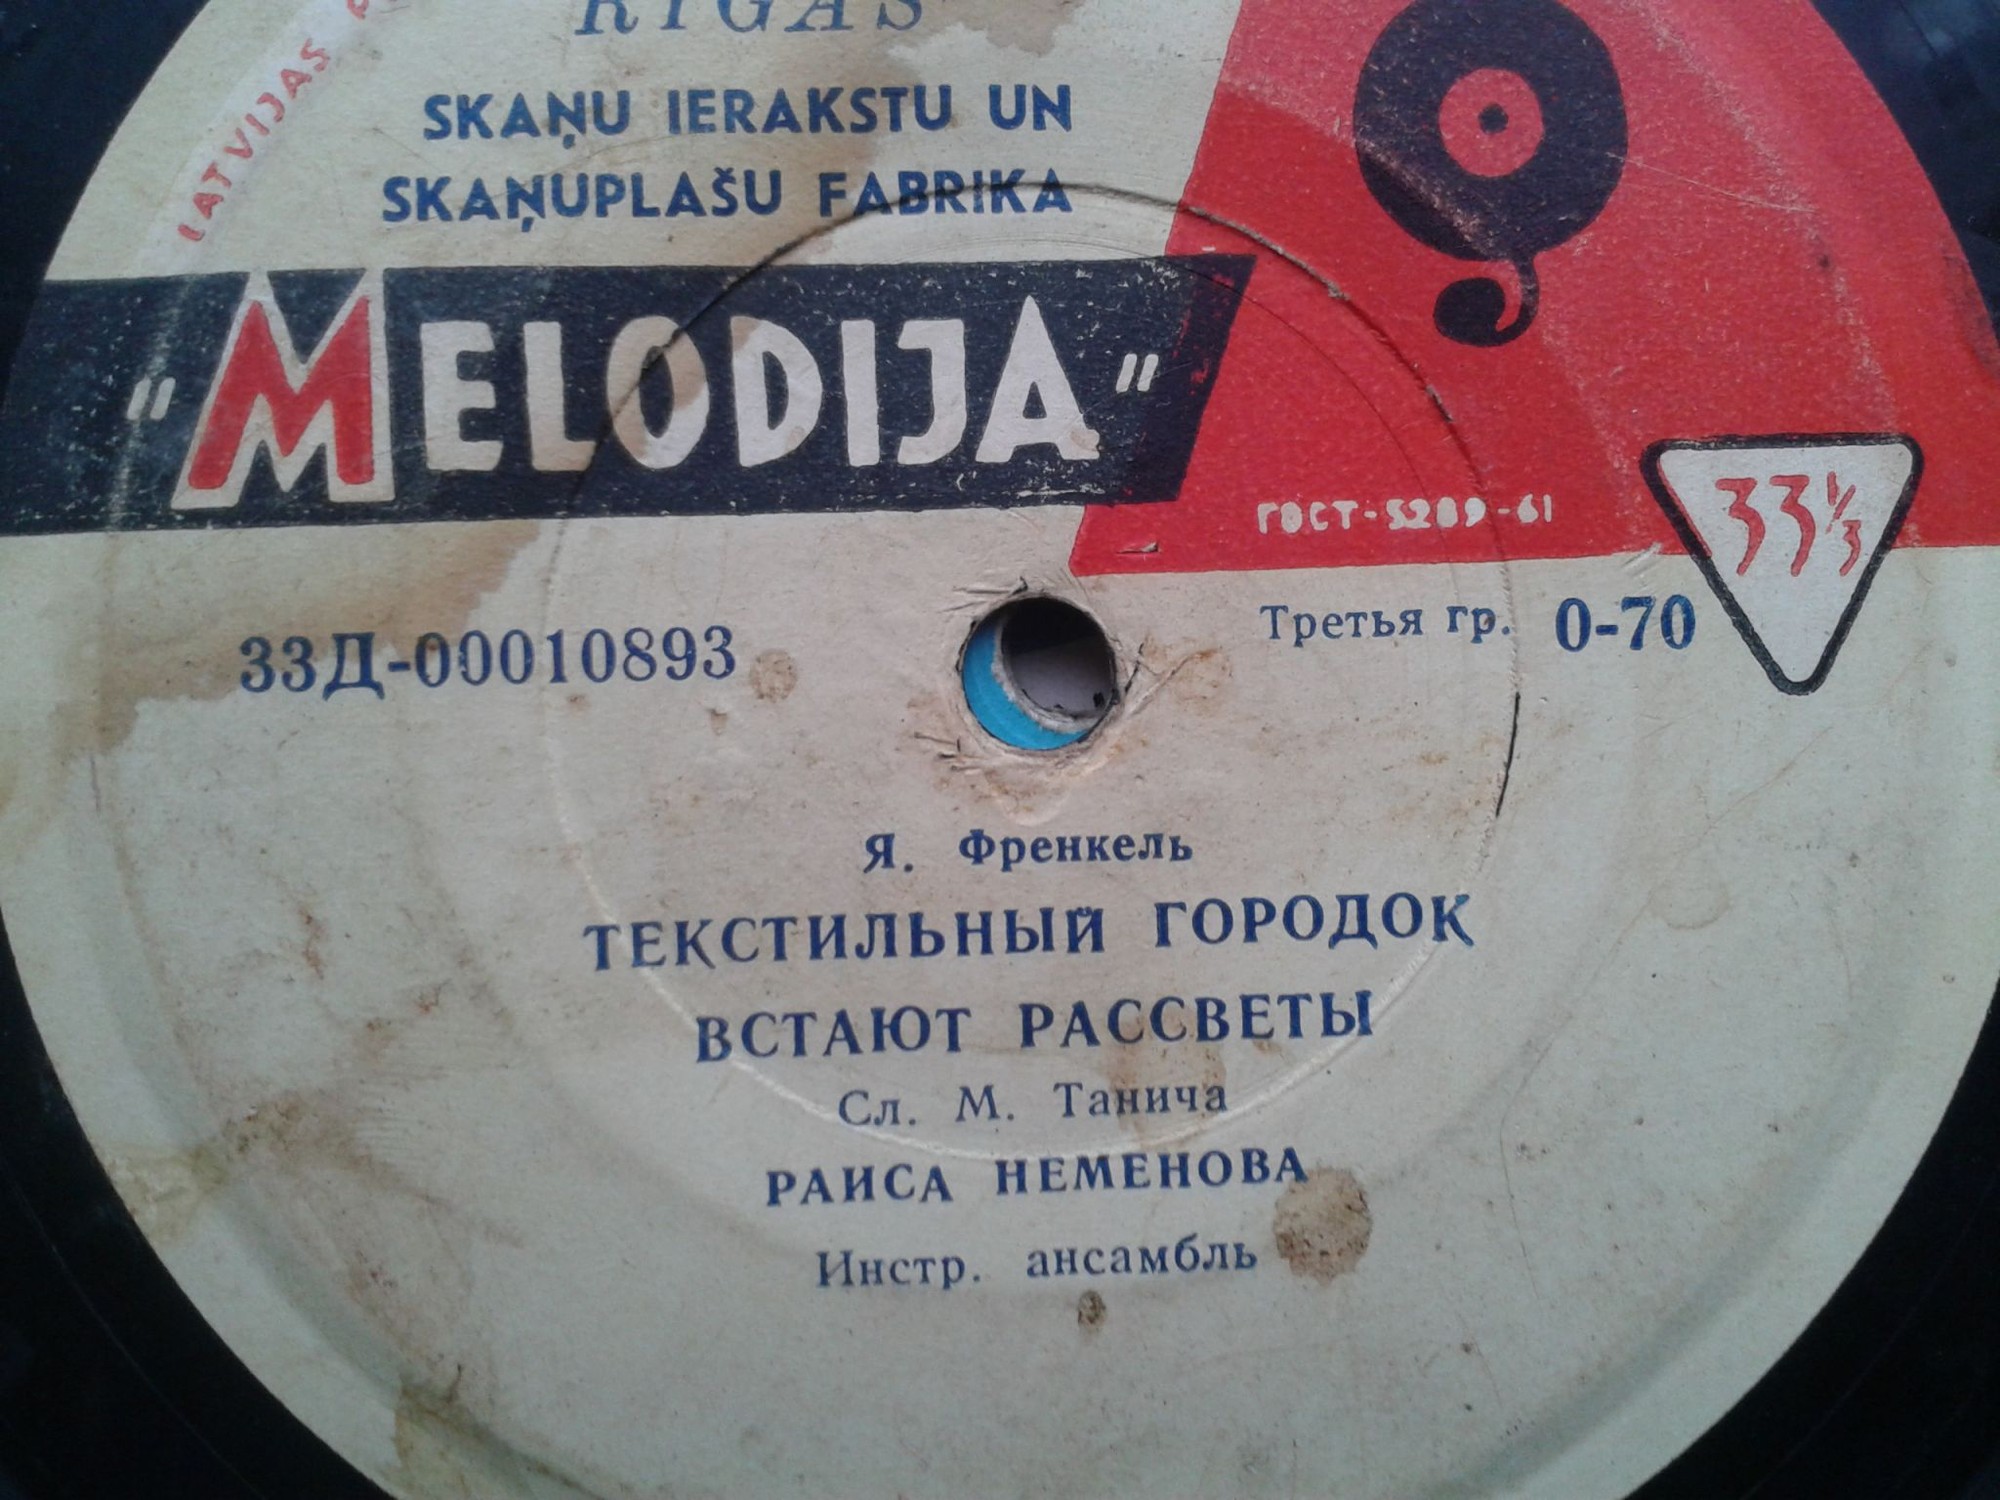 LATVIJAS
RIGAS
SKAŅU IERAKSTU UN
SKAŅUPLAŠU FABRIKA
"MELODIJA"
ГОСТ-5289-61
33⅓
33Д-00010893
Третья гр. 0-70
Я. Френкель
ТЕКСТИЛЬНЫЙ ГОРОДОК
ВСТАЮТ РАССВЕТЫ
Сл. М. Танича
РАИСА НЕМЕНОВА
Инстр. ансамбль